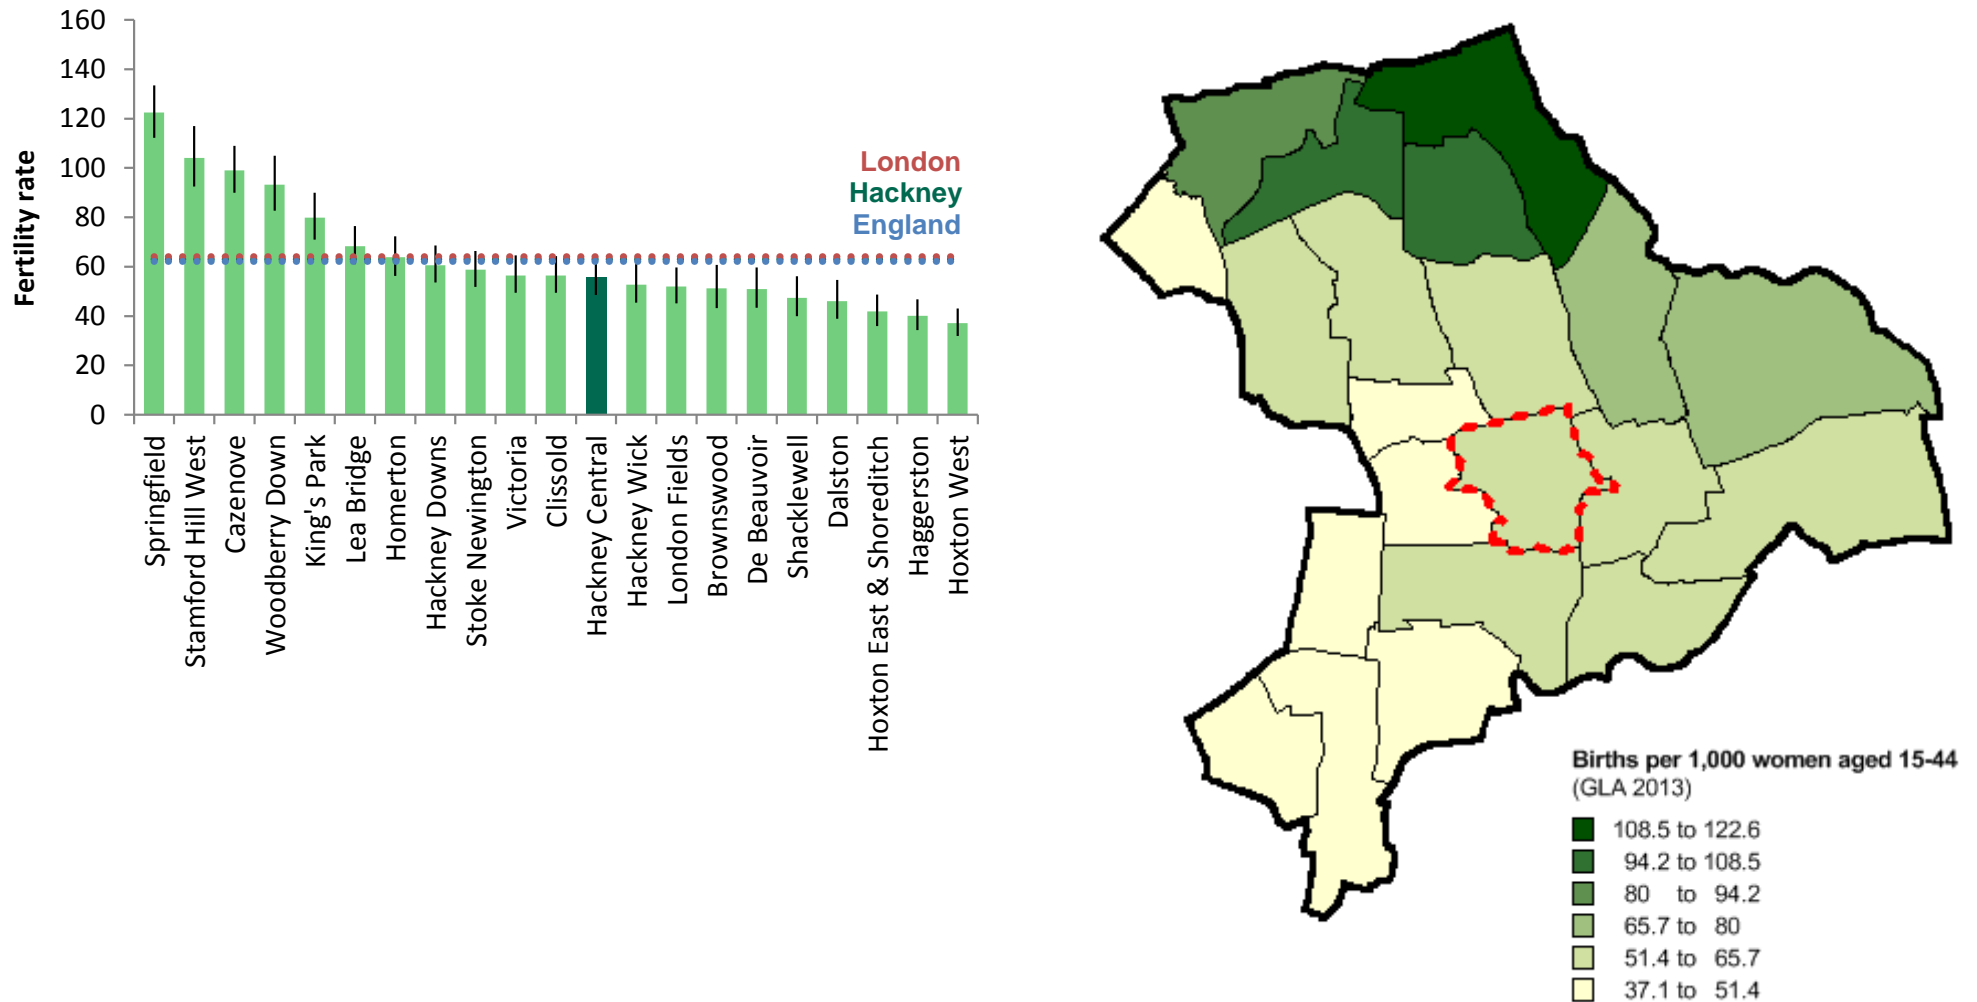 Fertility rate
160
140
120
100
80
60
40
20
0
London
Hackney
England
Springfield
Stamford Hill West
Cazenove
Woodberry Down
King's Park
Lea Bridge
Homerton
Hackney Downs
Stoke Newington
Victoria
Clissold
Hackney Central
Hackney Wick
London Fields
Brownswood
De Beauvoir
Shacklewell
Dalston
Hoxton East & Shoreditch
Haggerston
Hoxton West
Births per 1,000 women aged 15-44
(GLA 2013)
108.5 to 122.6
94.2 to 108.5
80 to 94.2
65.7 to 80
51.4 to 65.7
37.1 to 51.4